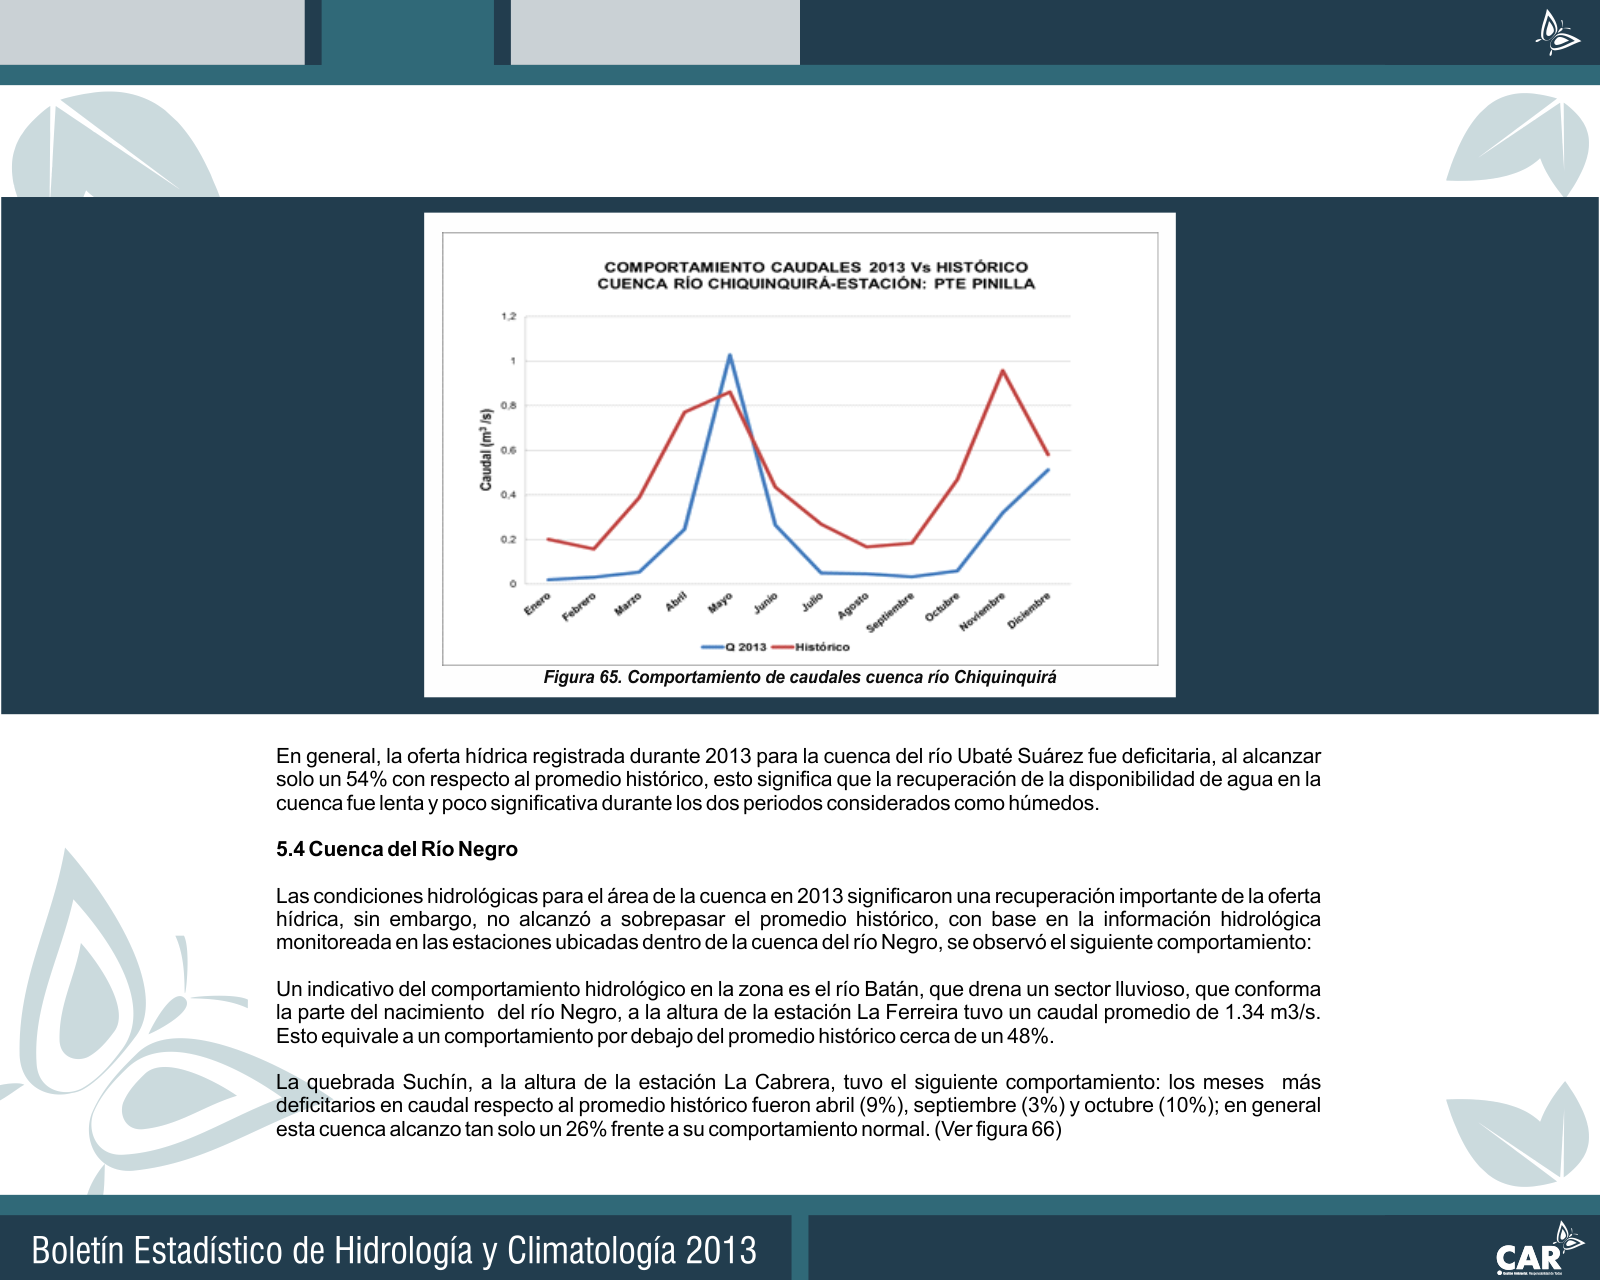 COMPORTAMIENTO CAUDALES 2013 Vs HISTÓRICO
CUENCA RÍO CHIQUINQUIRÁ-ESTACIÓN: PTE PINILLA
Caudal (m³ /s)
1,2
1
0,8
0,6
0,4
0,2
0
Enero
Febrero
Marzo
Abril
Mayo
Junio
Julio
Agosto
Septiembre
Octubre
Noviembre
Diciembre
Q 2013 Histórico
Figura 65. Comportamiento de caudales cuenca río Chiquinquirá
En general, la oferta hídrica registrada durante 2013 para la cuenca del río Ubaté Suárez fue deficitaria, al alcanzar
solo un 54% con respecto al promedio histórico, esto significa que la recuperación de la disponibilidad de agua en la
cuenca fue lenta y poco significativa durante los dos periodos considerados como húmedos.
5.4 Cuenca del Río Negro
Las condiciones hidrológicas para el área de la cuenca en 2013 significaron una recuperación importante de la oferta
hídrica, sin embargo, no alcanzó a sobrepasar el promedio histórico, con base en la información hidrológica
monitoreada en las estaciones ubicadas dentro de la cuenca del río Negro, se observó el siguiente comportamiento:
Un indicativo del comportamiento hidrológico en la zona es el río Batán, que drena un sector lluvioso, que conforma
la parte del nacimiento del río Negro, a la altura de la estación La Ferreira tuvo un caudal promedio de 1.34 m3/s.
Esto equivale a un comportamiento por debajo del promedio histórico cerca de un 48%.
La quebrada Suchín, a la altura de la estación La Cabrera, tuvo el siguiente comportamiento: los meses más
deficitarios en caudal respecto al promedio histórico fueron abril (9%), septiembre (3%) y octubre (10%); en general
esta cuenca alcanzo tan solo un 26% frente a su comportamiento normal. (Ver figura 66)
Boletín Estadístico de Hidrología y Climatología 2013
CAR